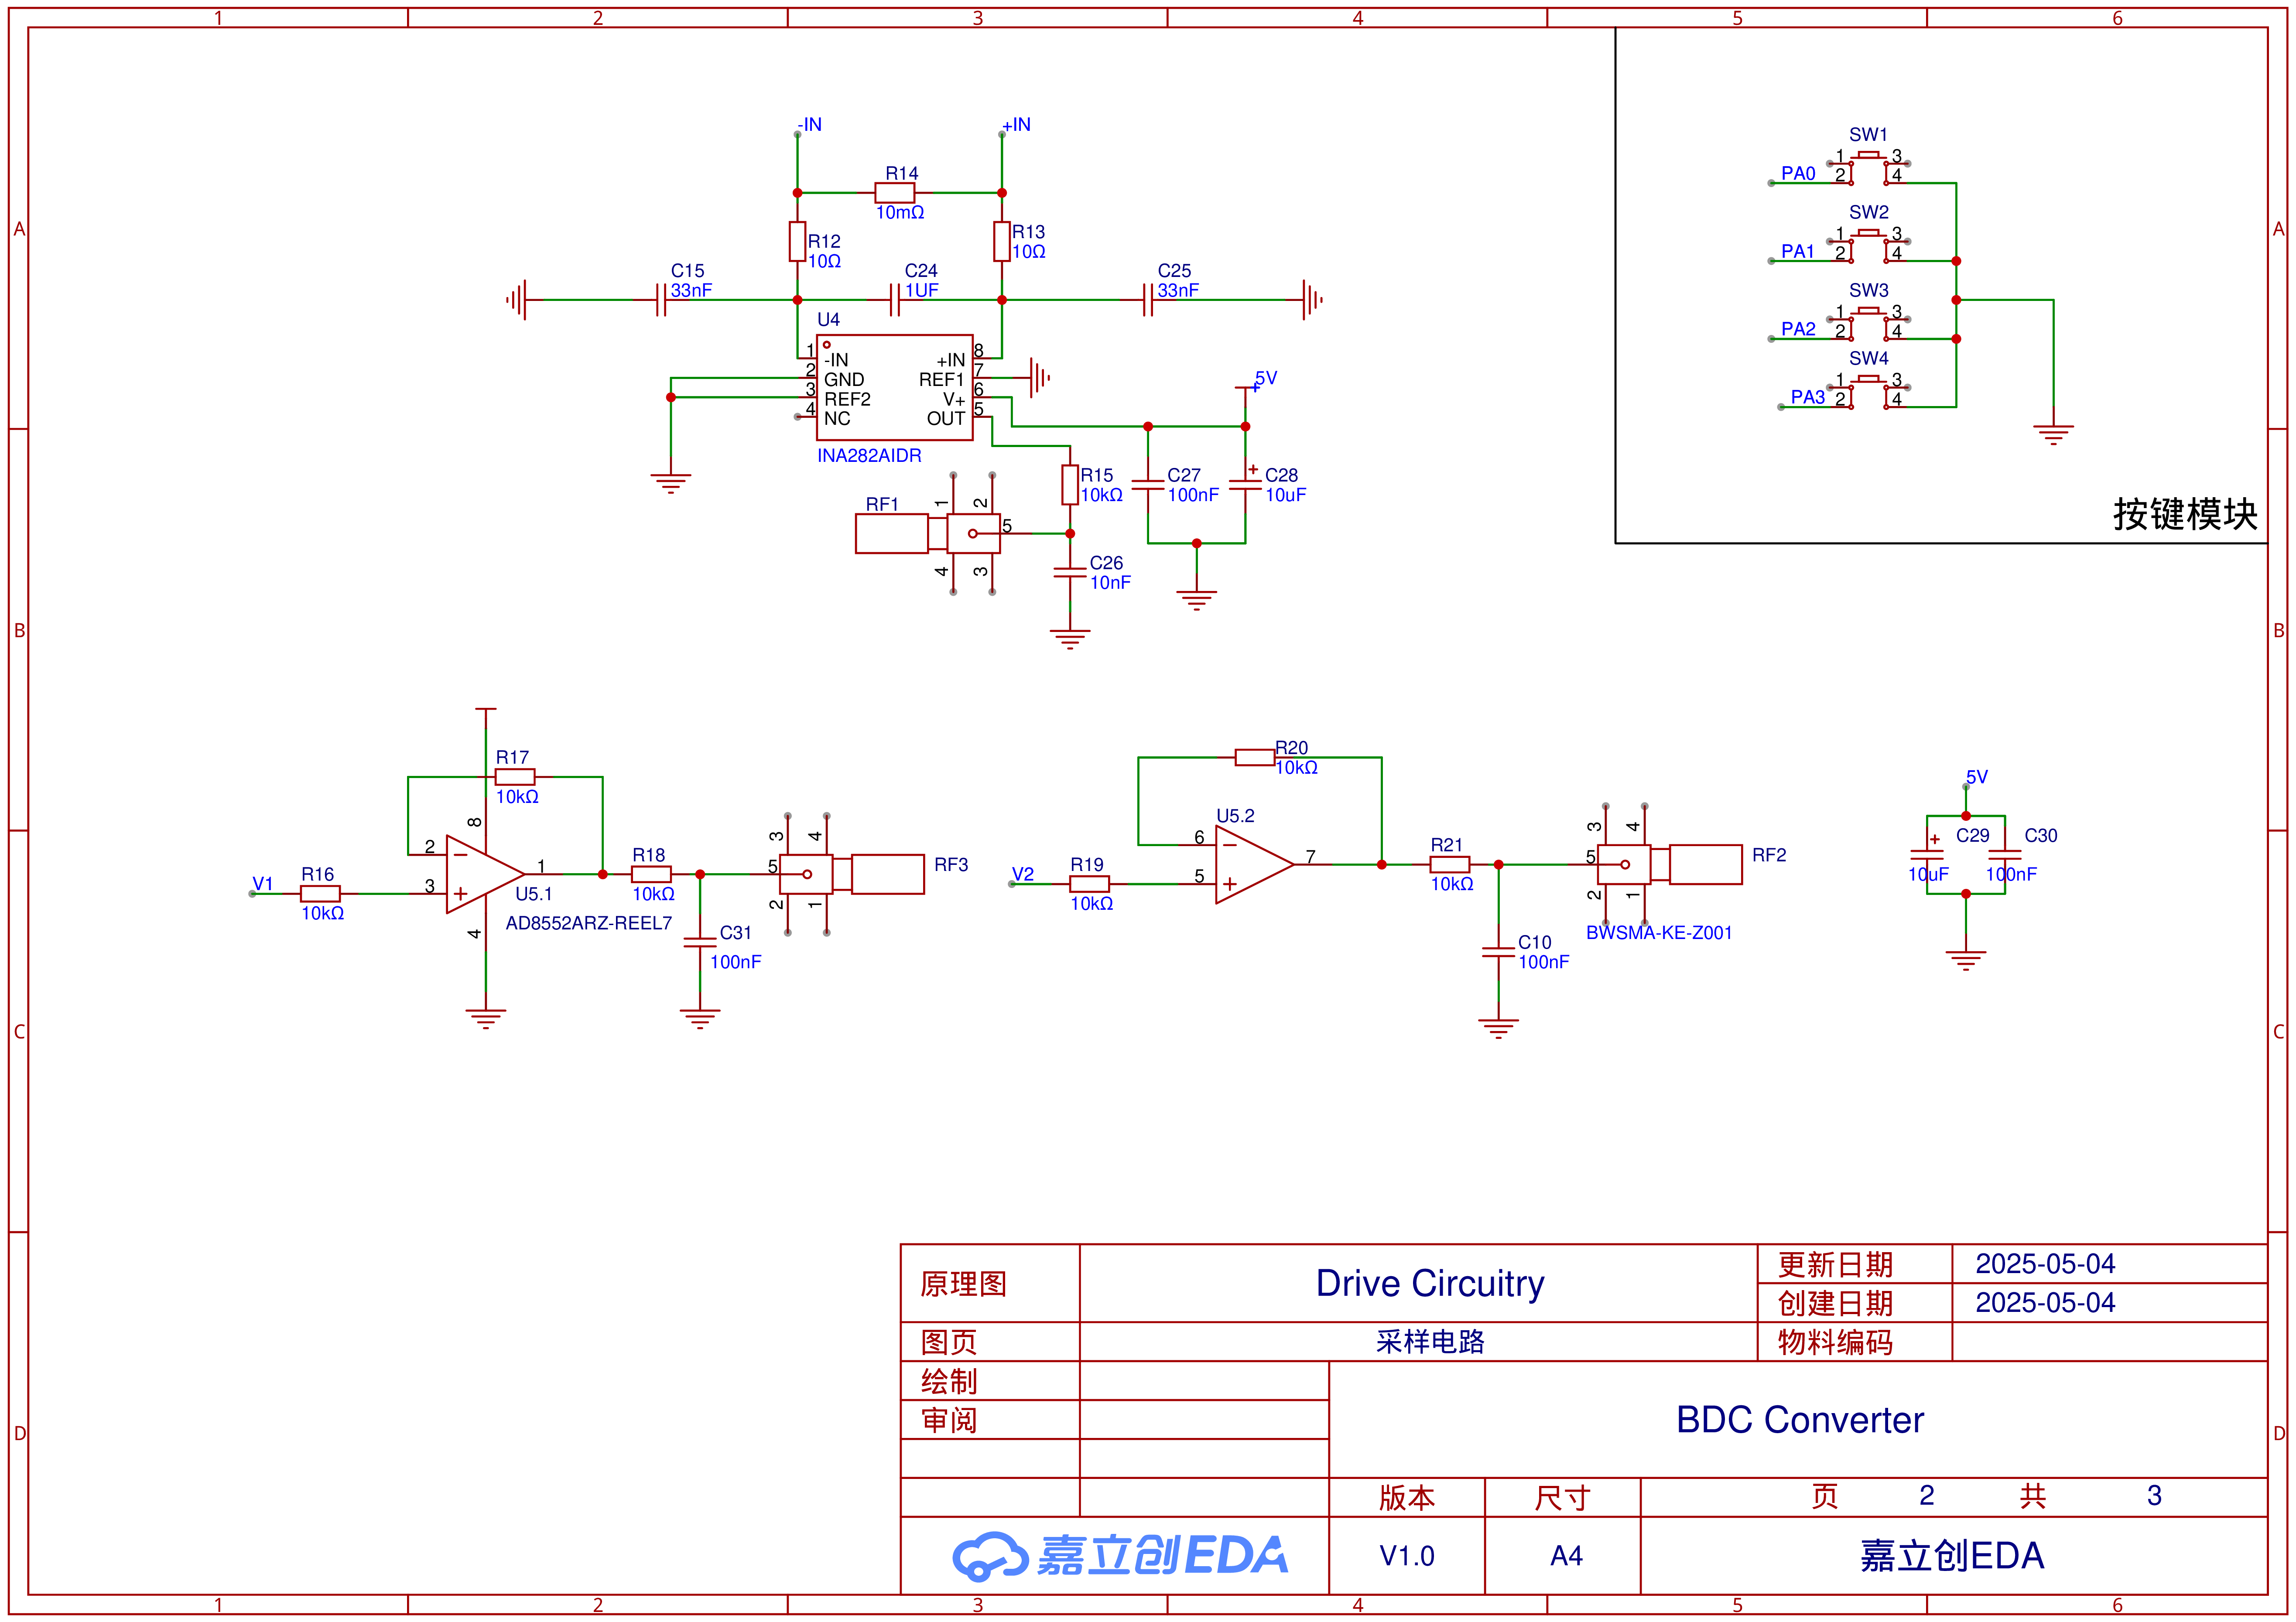 1 2 3 4 5 6
A
B
C
D
A
B
C
D
-IN +IN
R14
10mΩ
R12
10Ω
R13
10Ω
C15
33nF
C24
1UF
C25
33nF
U4
1 -IN +IN 8
2 GND REF1 7
3 REF2 V+ 6
4 NC OUT 5
INA282AIDR
5V
R15
10kΩ
C27
100nF
C28
10uF
RF1
1 2
5
4 3
C26
10nF
SW1
PA0 1 2 3 4
SW2
PA1 1 2 3 4
SW3
PA2 1 2 3 4
SW4
PA3 1 2 3 4
按键模块
R17
10kΩ
8
2
3
1
4
V1
R16
10kΩ
U5.1
AD8552ARZ-REEL7
R18
10kΩ
C31
100nF
3 4
5
2 1
RF3
R20
10kΩ
U5.2
6
5
7
V2
R19
10kΩ
R21
10kΩ
C10
100nF
3 4
5
2 1
RF2
BWSMA-KE-Z001
5V
C29
10uF
C30
100nF
原理图 Drive Circuitry
更新日期 2025-05-04
创建日期 2025-05-04
图页 采样电路 物料编码
绘制
审阅
BDC Converter
版本 尺寸 页 2 共 3
嘉立创EDA V1.0 A4 嘉立创EDA
1 2 3 4 5 6